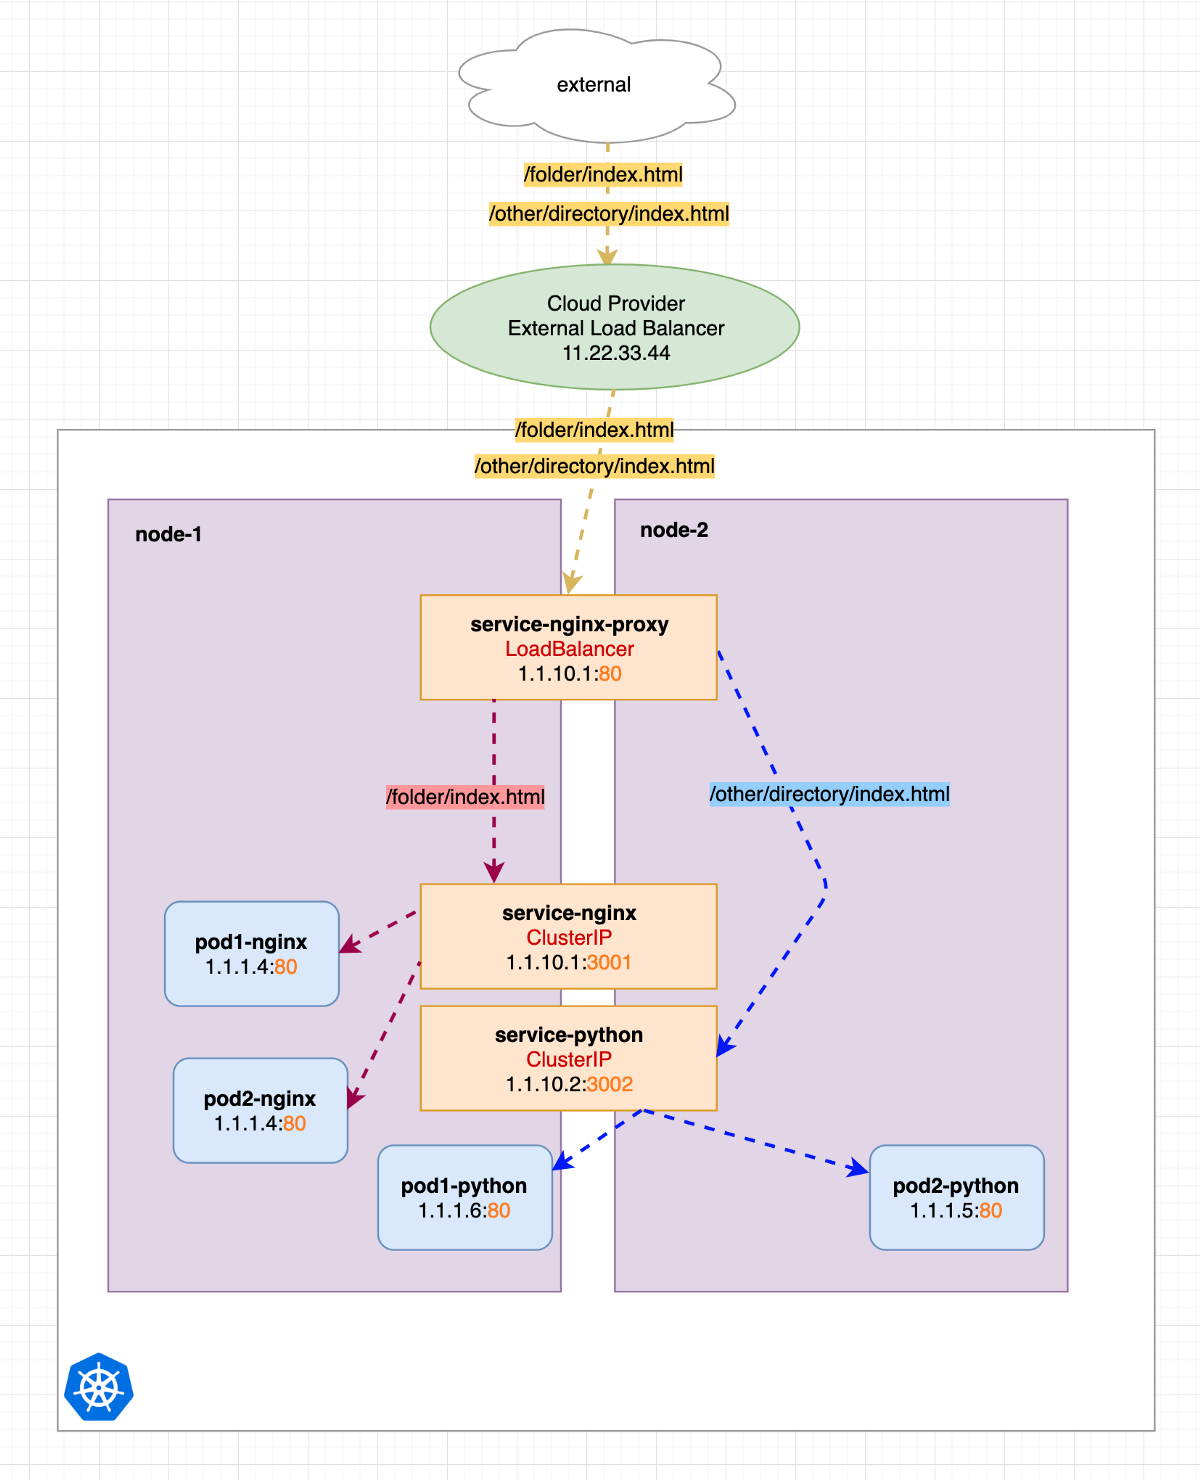 external
/folder/index.html
/other/directory/index.html
Cloud Provider
External Load Balancer
11.22.33.44
/folder/index.html
/other/directory/index.html
node-1
node-2
service-nginx-proxy
LoadBalancer
1.1.10.1:80
/folder/index.html
/other/directory/index.html
service-nginx
ClusterIP
1.1.10.1:3001
pod1-nginx
1.1.1.4:80
service-python
ClusterIP
1.1.10.2:3002
pod2-nginx
1.1.1.4:80
pod1-python
1.1.1.6:80
pod2-python
1.1.1.5:80